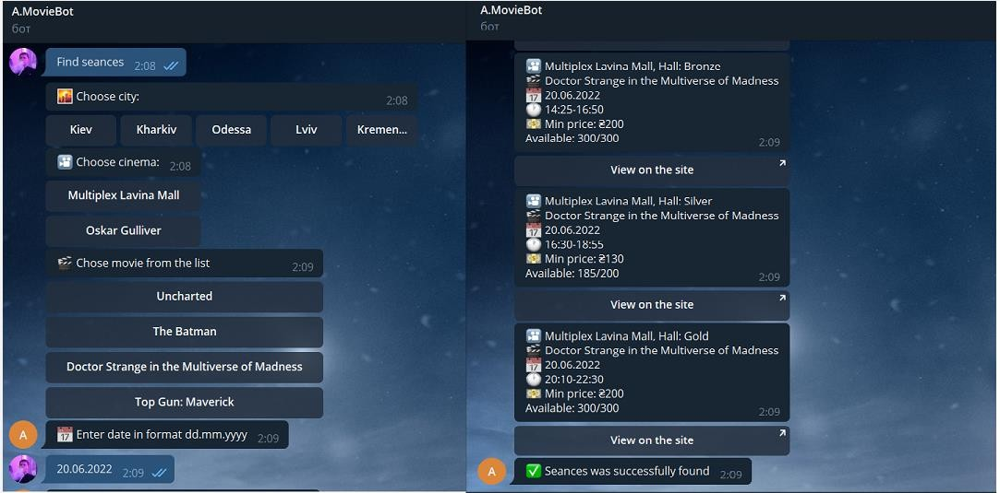 A.MovieBot
бот
Find seances 2:08
Choose city: 2:08
Kiev Kharkiv Odessa Lviv Kremen...
Choose cinema: 2:08
Multiplex Lavina Mall
Oskar Gulliver
Chose movie from the list 2:09
Uncharted
The Batman
Doctor Strange in the Multiverse of Madness
Top Gun: Maverick
A
17 Enter date in format dd.mm.yyyy 2:09
20.06.2022 2:09
A.MovieBot
бот
Multiplex Lavina Mall, Hall: Bronze
Doctor Strange in the Multiverse of Madness
17 20.06.2022
14:25-16:50
Min price: ₴200
Available: 300/300 2:09
View on the site
Multiplex Lavina Mall, Hall: Silver
Doctor Strange in the Multiverse of Madness
17 20.06.2022
16:30-18:55
Min price: ₴130
Available: 185/200 2:09
View on the site
Multiplex Lavina Mall, Hall: Gold
Doctor Strange in the Multiverse of Madness
17 20.06.2022
20:10-22:30
Min price: ₴200
Available: 300/300 2:09
View on the site
A
Seances was successfully found 2:09